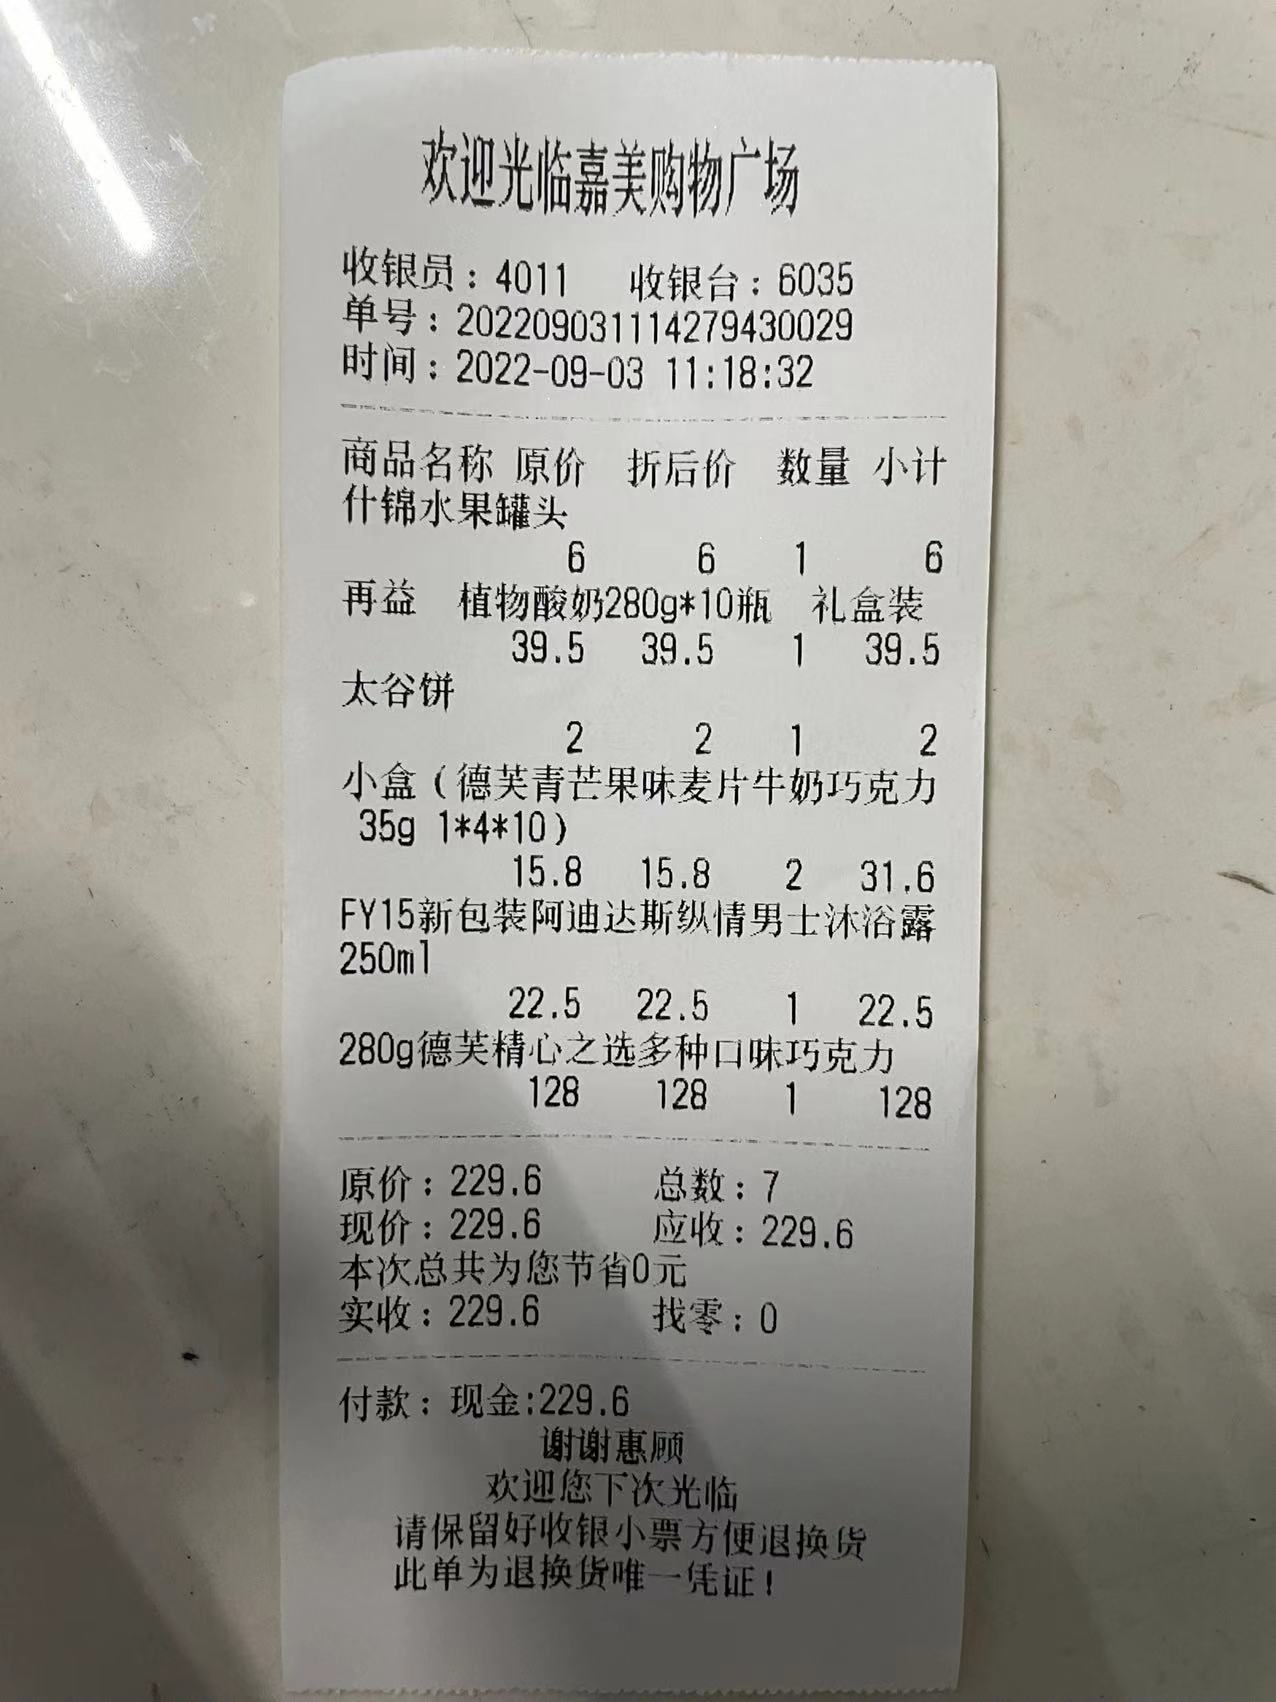 欢迎光临嘉美购物广场
收银员：4011 收银台：6035
单号：202209031114279430029
时间：2022-09-03 11:18:32
商品名称 原价 折后价 数量 小计
什锦水果罐头
6 6 1 6
再益 植物酸奶280g*10瓶 礼盒装
39.5 39.5 1 39.5
太谷饼
2 2 1 2
小盒（德芙青芒果味麦片牛奶巧克力
35g 1*4*10）
15.8 15.8 2 31.6
FY15新包装阿迪达斯纵情男士沐浴露
250ml
22.5 22.5 1 22.5
280g德芙精心之选多种口味巧克力
128 128 1 128
原价：229.6 总数：7
现价：229.6 应收：229.6
本次总共为您节省0元
实收：229.6 找零：0
付款：现金:229.6
谢谢惠顾
欢迎您下次光临
请保留好收银小票方便退换货
此单为退换货唯一凭证！